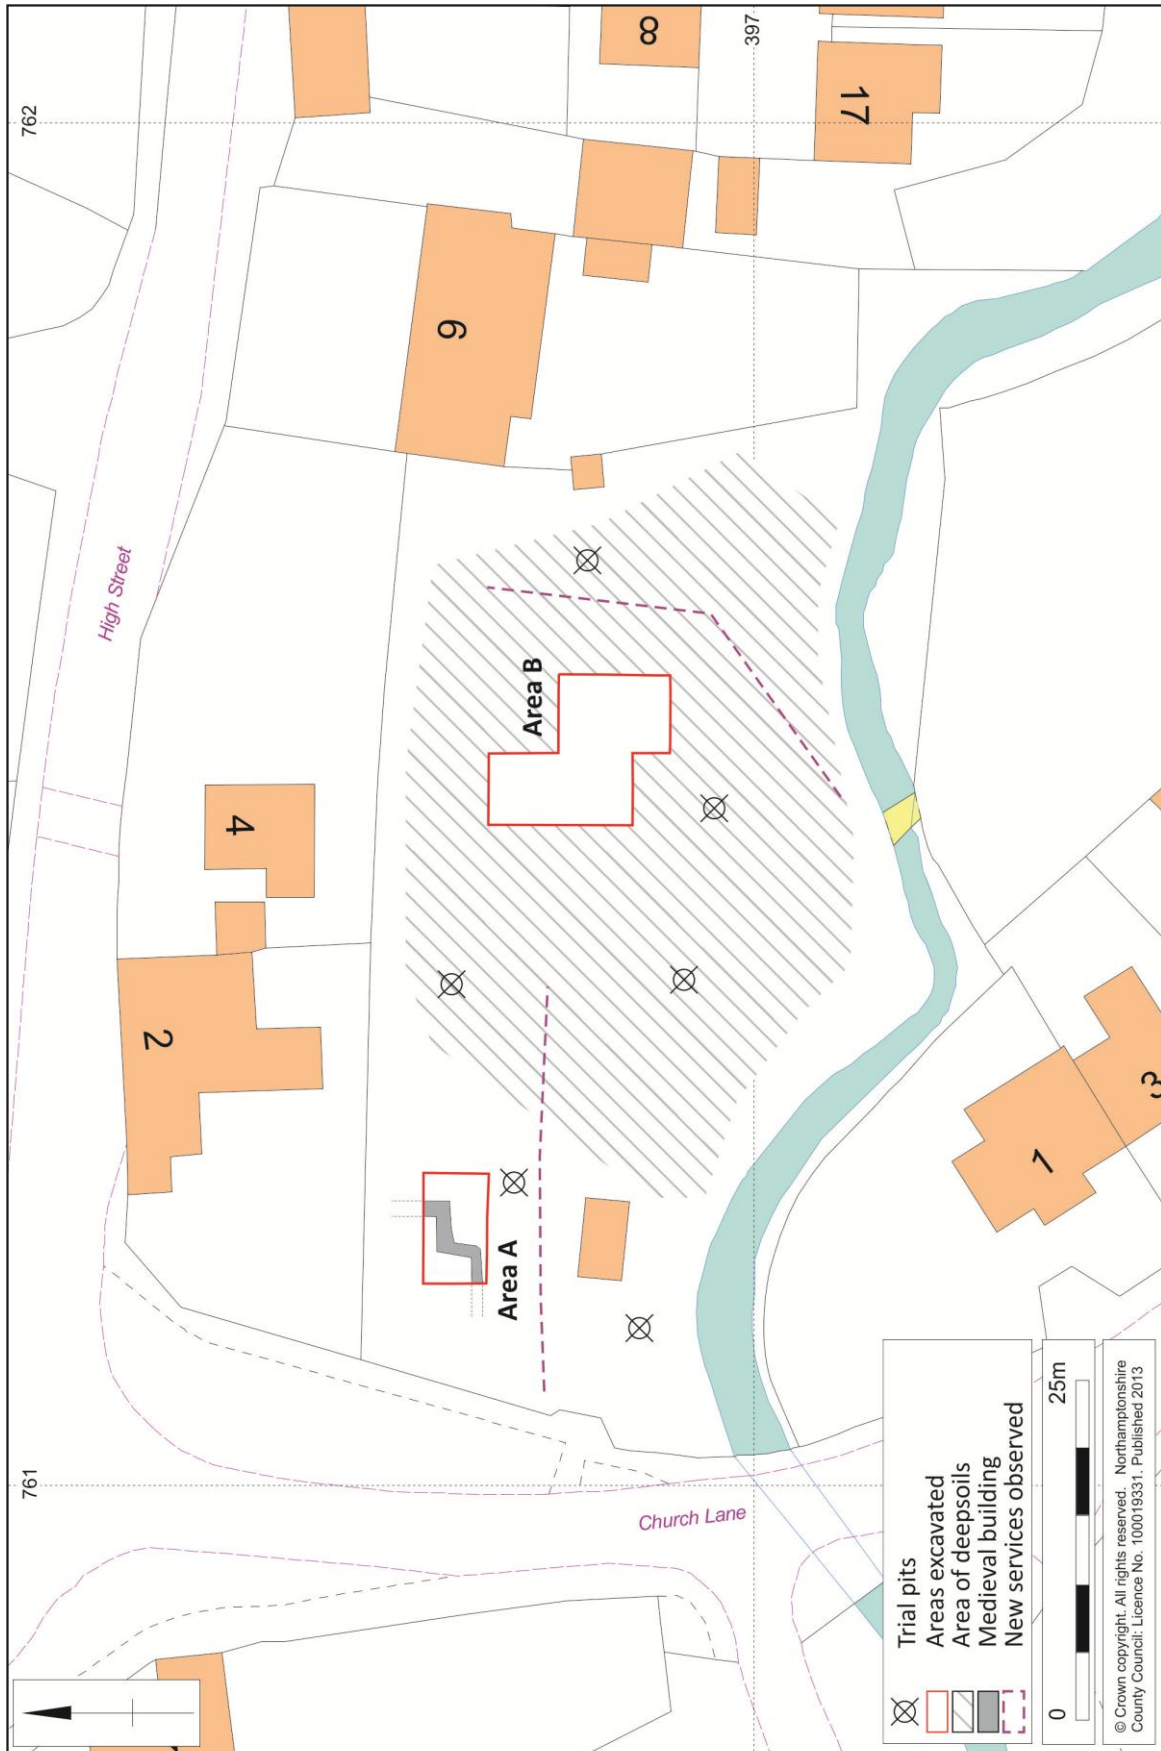 762
8
397
17
6
High Street
Area B
4
2
Area A
1
3
761
Church Lane
Trial pits
Areas excavated
Area of deepsoils
Medieval building
New services observed
0 25m
© Crown copyright. All rights reserved. Northamptonshire
County Council: Licence No. 100019331. Published 2013